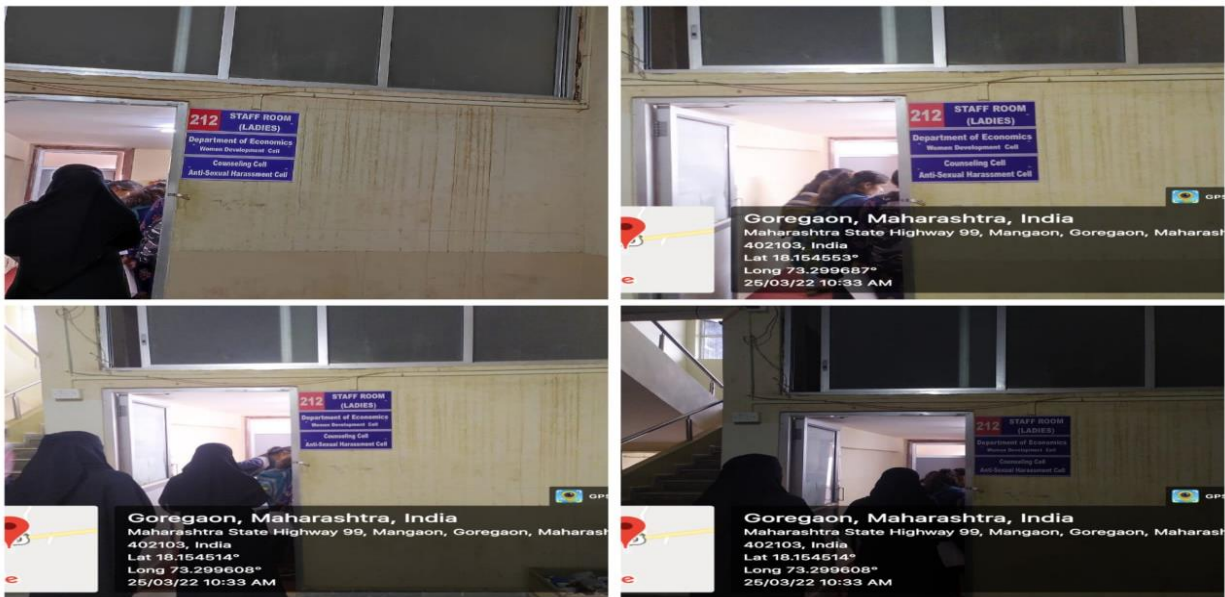 212 STAFF ROOM
(LADIES)
Department of Economics
Women Development Cell
Counseling Cell
Anti-Sexual Harassment Cell
212 STAFF ROOM
(LADIES)
Department of Economics
Women Development Cell
Counseling Cell
Anti-Sexual Harassment Cell
GPS
Goregaon, Maharashtra, India
Maharashtra State Highway 99, Mangaon, Goregaon, Maharash
402103, India
Lat 18.154553°
Long 73.299687°
25/03/22 10:33 AM
e
212 STAFF ROOM
(LADIES)
Department of Economics
Women Development Cell
Counseling Cell
Anti-Sexual Harassment Cell
GPS
Goregaon, Maharashtra, India
Maharashtra State Highway 99, Mangaon, Goregaon, Maharash
402103, India
Lat 18.154514°
Long 73.299608°
25/03/22 10:33 AM
e
212 STAFF ROOM
(LADIES)
Department of Economics
Women Development Cell
Counseling Cell
Anti-Sexual Harassment Cell
GPS
Goregaon, Maharashtra, India
Maharashtra State Highway 99, Mangaon, Goregaon, Maharash
402103, India
Lat 18.154514°
Long 73.299608°
25/03/22 10:33 AM
e